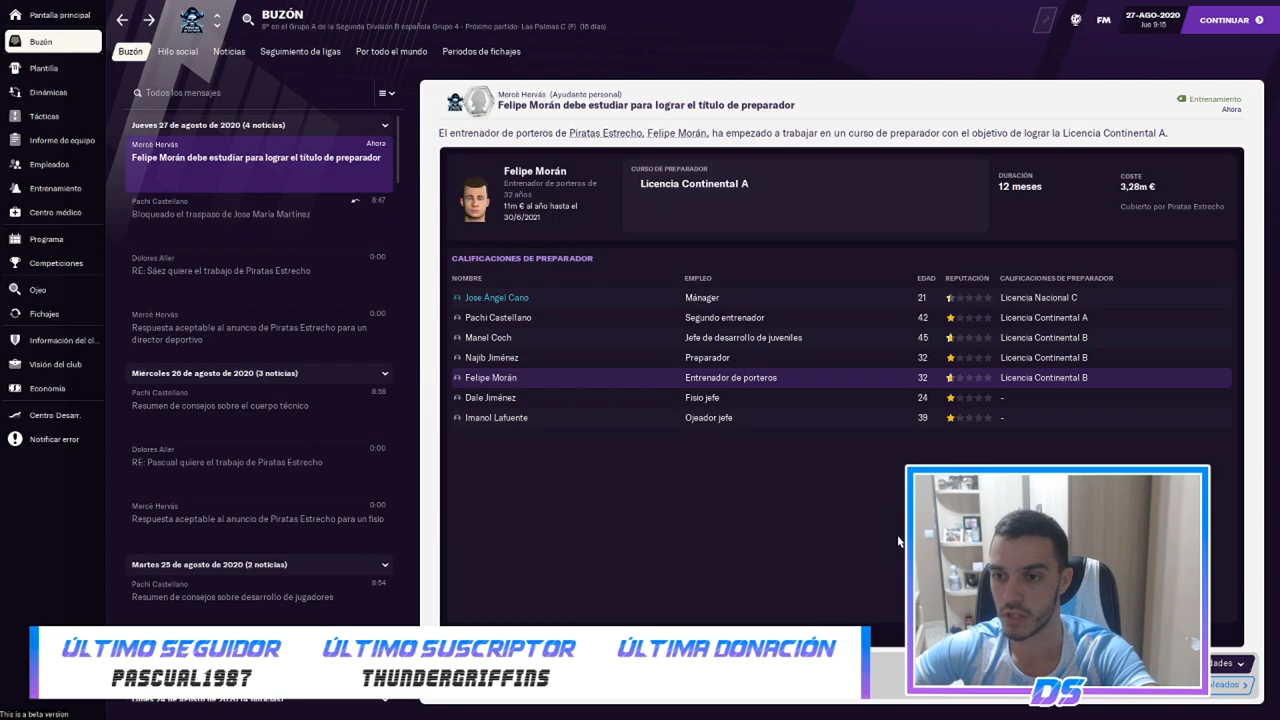 Pantalla principal
Buzón
Plantilla
Dinámicas
Tácticas
Informe de equipo
Empleados
Entrenamiento
Centro médico
Programa
Competiciones
Ojeo
Fichajes
Información del cl...
Visión del club
Economía
Centro Desarr.
Notificar error
This is a beta version
BUZÓN
8º en el Grupo A de la Segunda División B española Grupo 4 - Próximo partido: Las Palmas C (F) (16 días)
FM
27-AGO-2020
Jue 9:15
CONTINUAR
Buzón
Hilo social
Noticias
Seguimiento de ligas
Por todo el mundo
Periodos de fichajes
Todos los mensajes
Jueves 27 de agosto de 2020 (4 noticias)
Mercè Hervás
Ahora
Felipe Morán debe estudiar para lograr el título de preparador
Pachi Castellano
8:47
Bloqueado el traspaso de Jose María Martínez
Dolores Aller
0:00
RE: Sáez quiere el trabajo de Piratas Estrecho
Mercè Hervás
0:00
Respuesta aceptable al anuncio de Piratas Estrecho para un
director deportivo
Miércoles 26 de agosto de 2020 (3 noticias)
Pachi Castellano
8:58
Resumen de consejos sobre el cuerpo técnico
Dolores Aller
0:00
RE: Pascual quiere el trabajo de Piratas Estrecho
Mercè Hervás
0:00
Respuesta aceptable al anuncio de Piratas Estrecho para un fisio
Martes 25 de agosto de 2020 (2 noticias)
Pachi Castellano
8:54
Resumen de consejos sobre desarrollo de jugadores
Mercè Hervás (Ayudante personal)
Felipe Morán debe estudiar para lograr el título de preparador
Entrenamiento
Ahora
El entrenador de porteros de Piratas Estrecho, Felipe Morán, ha empezado a trabajar en un curso de preparador con el objetivo de lograr la Licencia Continental A.
Felipe Morán
Entrenador de porteros de
32 años
11m € al año hasta el
30/6/2021
CURSO DE PREPARADOR
Licencia Continental A
DURACIÓN
12 meses
COSTE
3,28m €
Cubierto por Piratas Estrecho
CALIFICACIONES DE PREPARADOR
NOMBRE EMPLEO EDAD REPUTACIÓN CALIFICACIONES DE PREPARADOR
Jose Ángel Cano Mánager 21 Licencia Nacional C
Pachi Castellano Segundo entrenador 42 Licencia Continental A
Manel Coch Jefe de desarrollo de juveniles 45 Licencia Continental B
Najib Jiménez Preparador 32 Licencia Continental B
Felipe Morán Entrenador de porteros 32 Licencia Continental B
Dale Jiménez Fisio jefe 24 -
Imanol Lafuente Ojeador jefe 39 -
ÚLTIMO SEGUIDOR
PASCUAL1987
ÚLTIMO SUSCRIPTOR
THUNDERGRIFFINS
ÚLTIMA DONACIÓN
DS